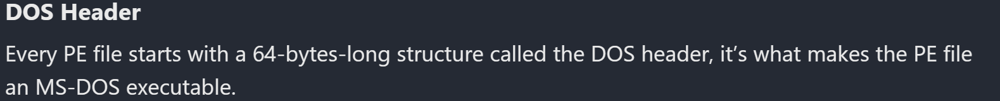 DOS Header
Every PE file starts with a 64-bytes-long structure called the DOS header, it’s what makes the PE file
an MS-DOS executable.